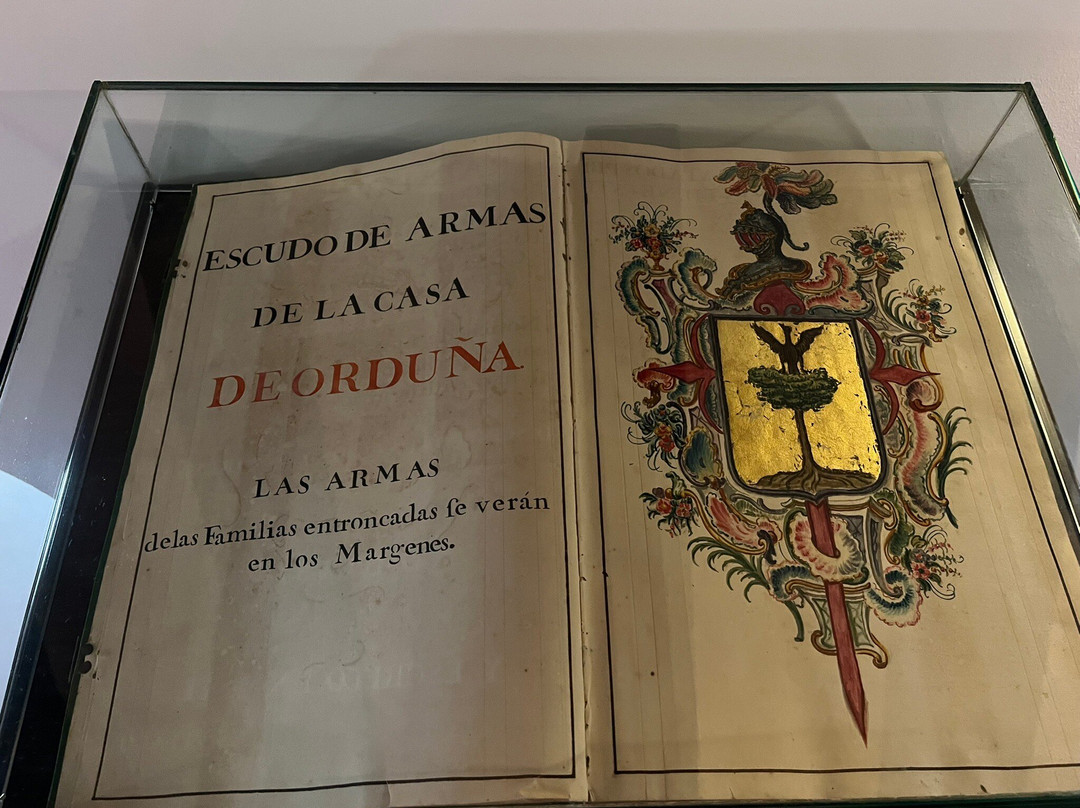 ESCUDO DE ARMAS
DE LA CASA
DE ORDUÑA.
LAS ARMAS
delas Familias entroncadas ſe verán
en los Margenes.